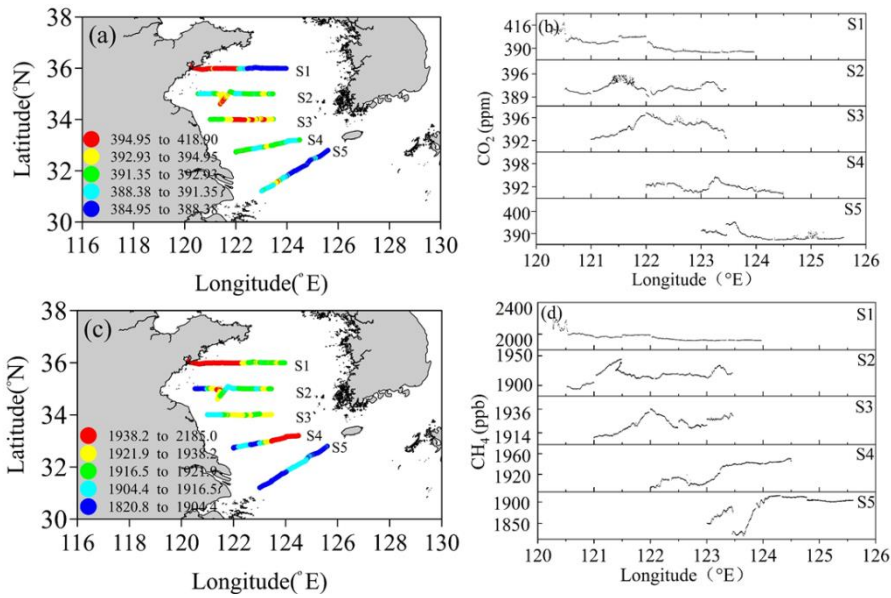 (a)
38
36
34
32
30
Latitude(°N)
S1
S2
S3
S4
S5
394.95 to 418.90
392.93 to 394.95
391.35 to 392.93
388.38 to 391.35
384.95 to 388.38
116 118 120 122 124 126 128 130
Longitude(°E)
(b)
416
390
S1
396
389
S2
396
392
S3
398
392
S4
400
390
S5
CO2 (ppm)
120 121 122 123 124 125 126
Longitude (°E)
(c)
38
36
34
32
30
Latitude(°N)
S1
S2
S3
S4
S5
1938.2 to 2185.0
1921.9 to 1938.2
1916.5 to 1921.9
1904.4 to 1916.5
1820.8 to 1904.4
116 118 120 122 124 126 128 130
Longitude(°E)
(d)
2400
2000
S1
1950
1900
S2
1936
1914
S3
1960
1920
S4
1900
1850
S5
CH4 (ppb)
120 121 122 123 124 125 126
Longitude (°E)